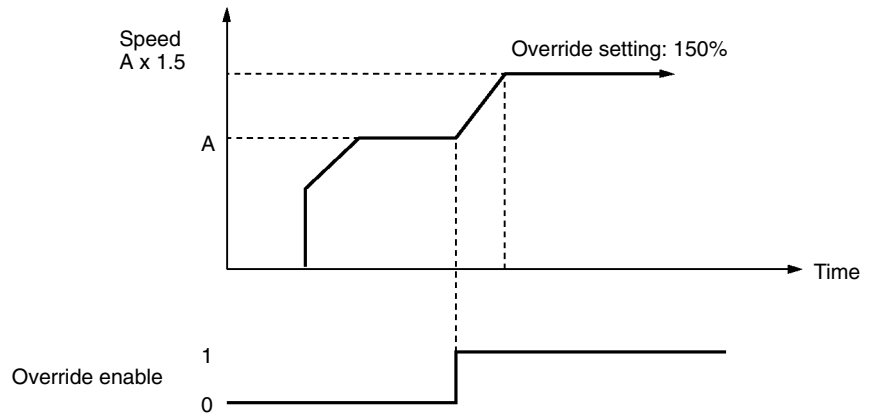 Speed
A x 1.5
Override setting: 150%
A
Time
1
Override enable
0